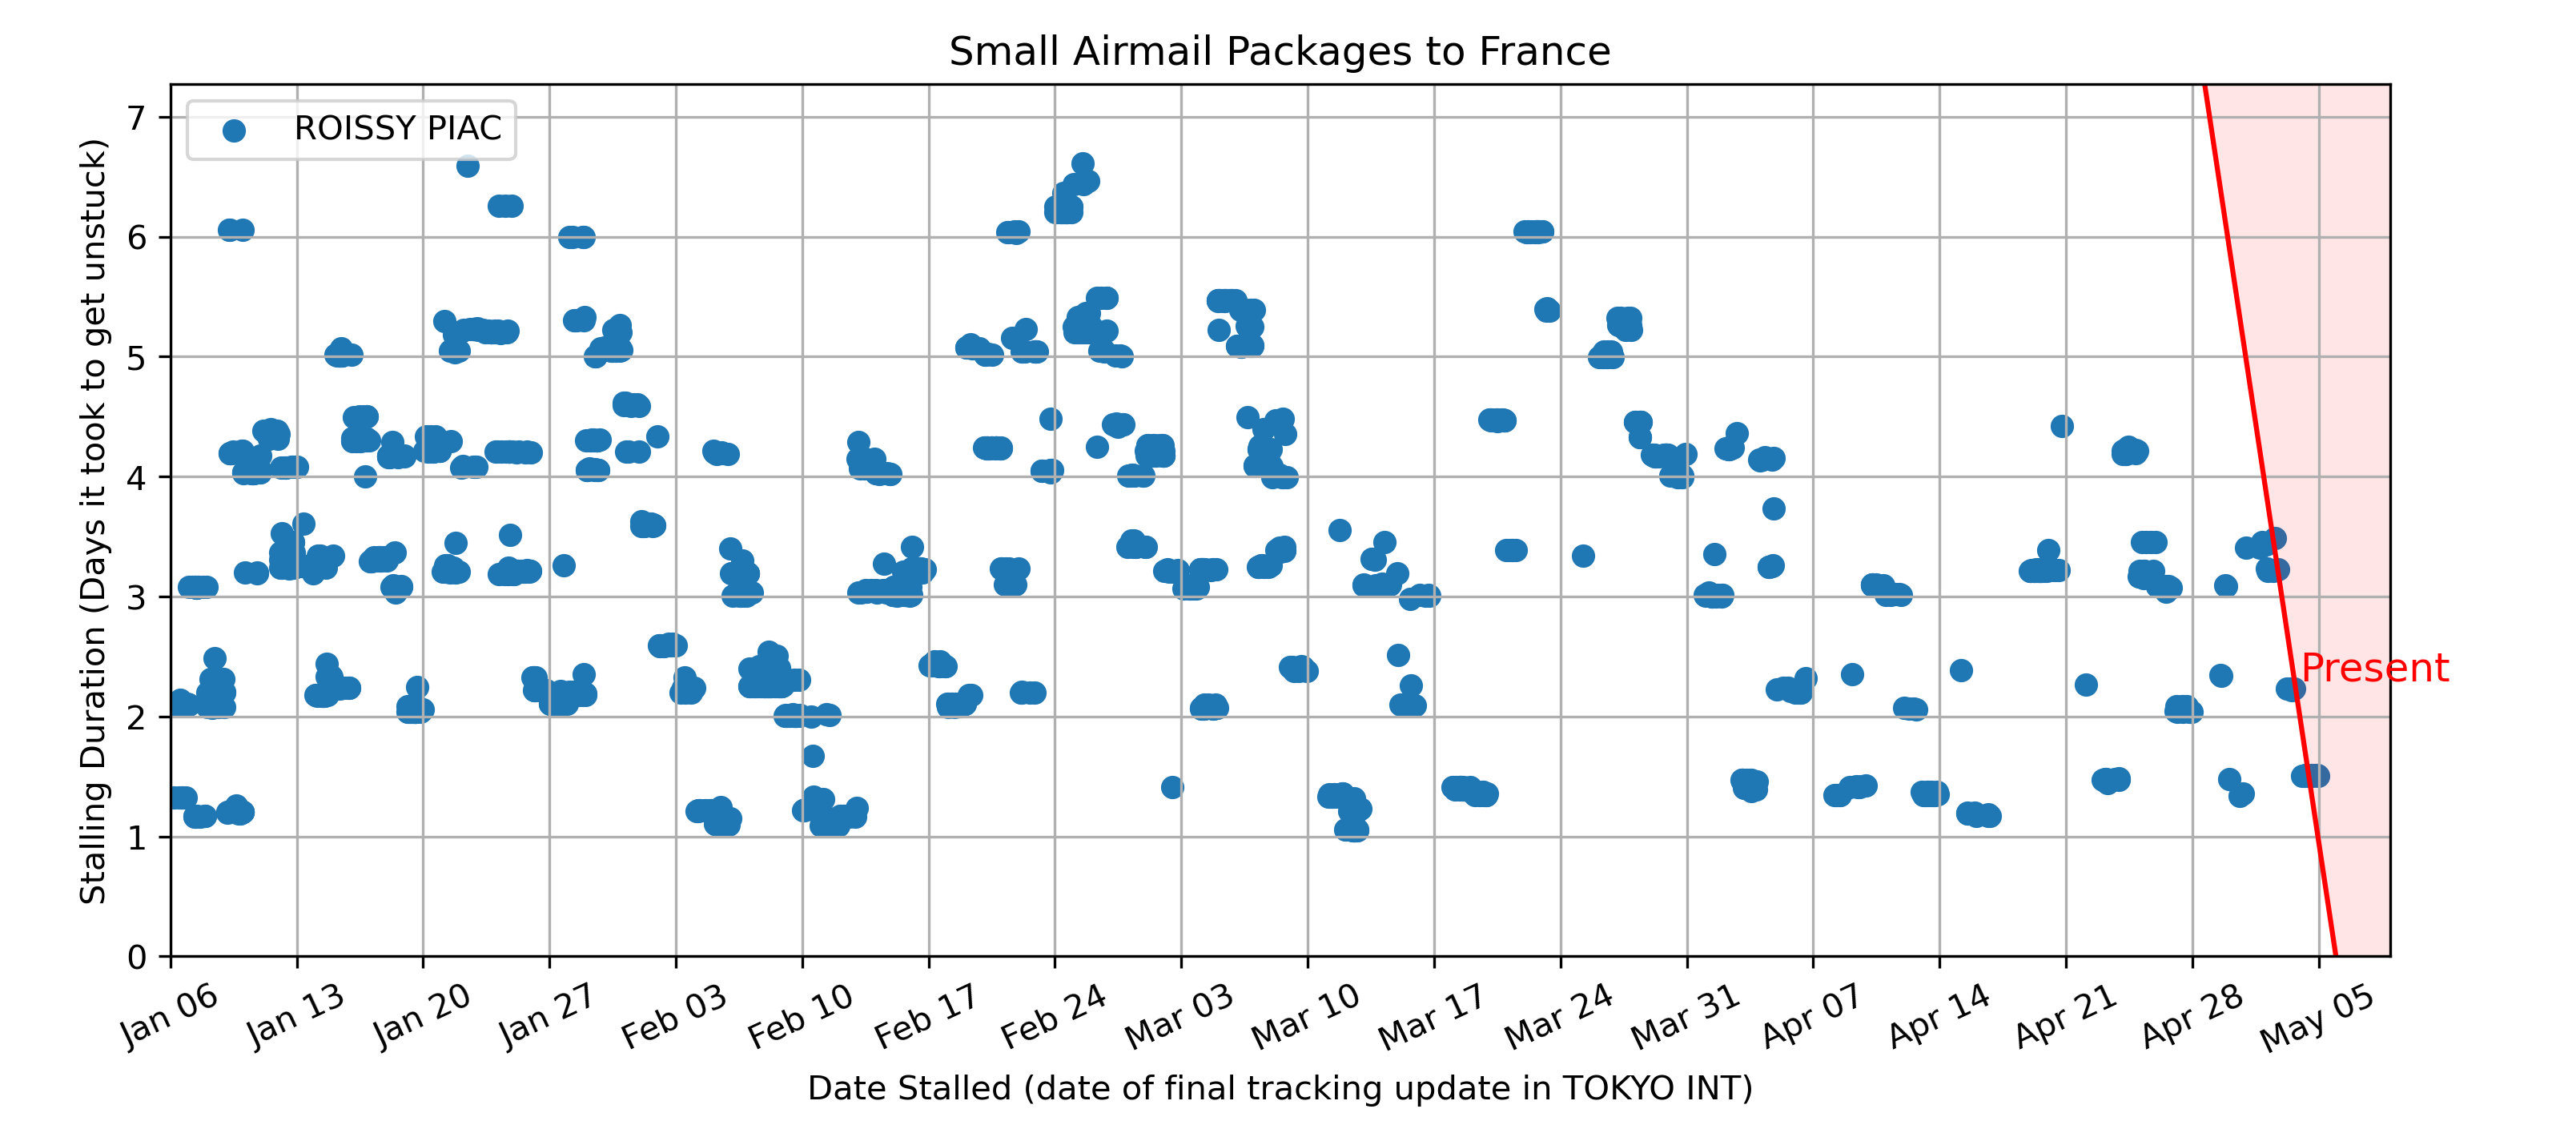 Small Airmail Packages to France
ROISSY PIAC
Stalling Duration (Days it took to get unstuck)
7
6
5
4
3
2
1
0
Present
Jan 06
Jan 13
Jan 20
Jan 27
Feb 03
Feb 10
Feb 17
Feb 24
Mar 03
Mar 10
Mar 17
Mar 24
Mar 31
Apr 07
Apr 14
Apr 21
Apr 28
May 05
Date Stalled (date of final tracking update in TOKYO INT)